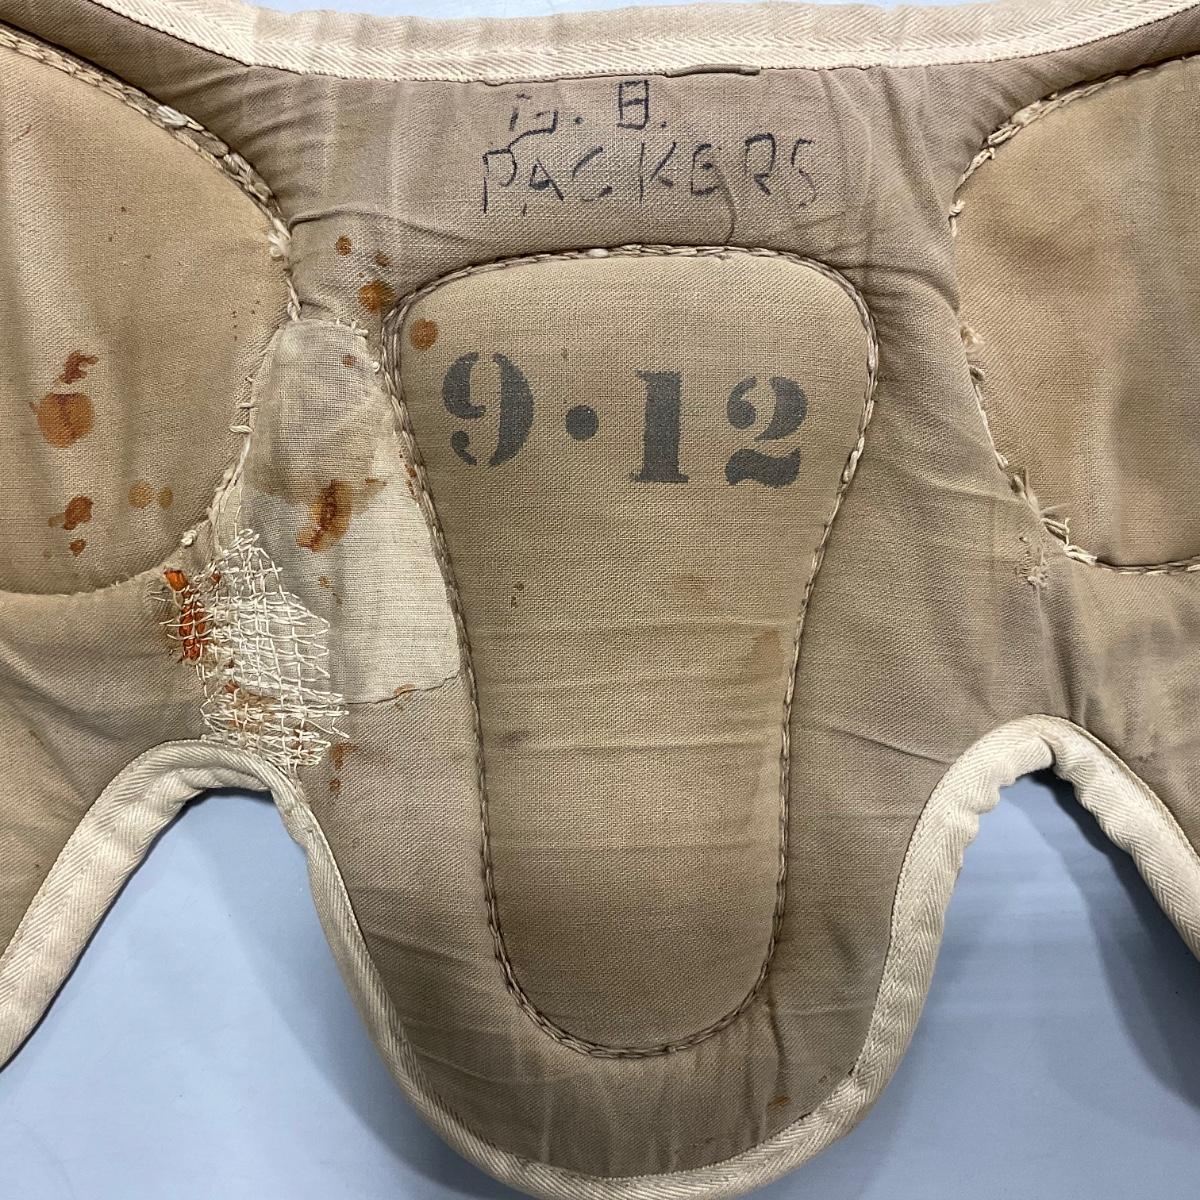 G. B.
PACKERS
9·12